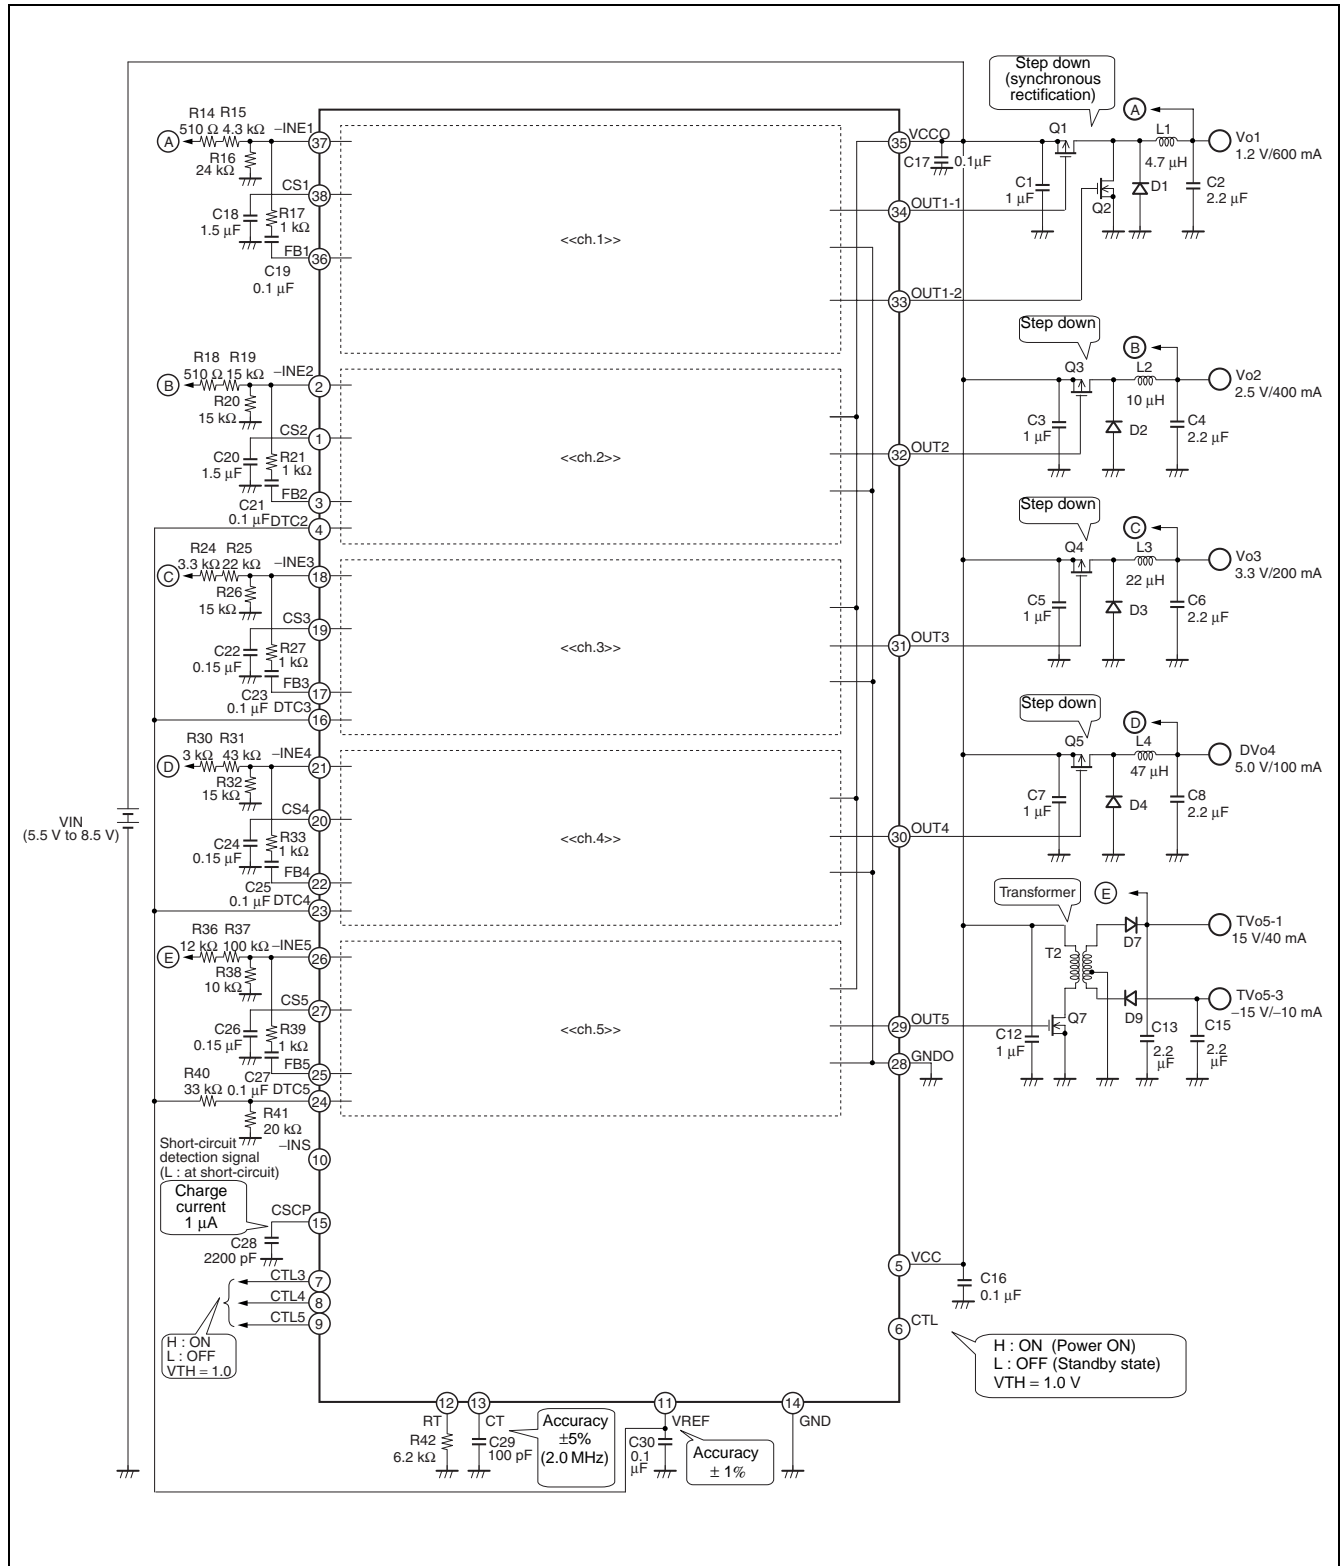 Step down
(synchronous
rectification)
A
R14 R15
510 Ω 4.3 kΩ
–INE1
A
37
R16
24 kΩ
CS1
38
C18
1.5 µF
R17
1 kΩ
FB1
36
C19
0.1 µF
<<ch.1>>
VCCO
35
C17
0.1µF
Q1
L1
4.7 µH
Vo1
1.2 V/600 mA
C1
1 µF
Q2
D1
C2
2.2 µF
OUT1-1
34
OUT1-2
33
Step down
B
R18 R19
510 Ω 15 kΩ
–INE2
B
2
R20
15 kΩ
CS2
1
C20
1.5 µF
R21
1 kΩ
FB2
3
C21
0.1 µF
DTC2
4
<<ch.2>>
Q3
L2
10 µH
Vo2
2.5 V/400 mA
C3
1 µF
D2
C4
2.2 µF
OUT2
32
Step down
C
R24 R25
3.3 kΩ 22 kΩ
–INE3
C
18
R26
15 kΩ
CS3
19
C22
0.15 µF
R27
1 kΩ
FB3
17
C23
0.1 µF
DTC3
16
<<ch.3>>
Q4
L3
22 µH
Vo3
3.3 V/200 mA
C5
1 µF
D3
C6
2.2 µF
OUT3
31
Step down
D
R30 R31
3 kΩ 43 kΩ
–INE4
D
21
R32
15 kΩ
CS4
20
C24
0.15 µF
R33
1 kΩ
FB4
22
C25
0.1 µF
DTC4
23
VIN
(5.5 V to 8.5 V)
<<ch.4>>
Q5
L4
47 µH
DVo4
5.0 V/100 mA
C7
1 µF
D4
C8
2.2 µF
OUT4
30
Transformer
E
R36 R37
12 kΩ 100 kΩ
–INE5
E
26
R38
10 kΩ
CS5
27
C26
0.15 µF
R39
1 kΩ
FB5
25
C27
0.1 µF
R40
33 kΩ
DTC5
24
R41
20 kΩ
<<ch.5>>
T2
D7
TVo5-1
15 V/40 mA
D9
TVo5-3
–15 V/–10 mA
Q7
C12
1 µF
C13
2.2
µF
C15
2.2
µF
OUT5
29
GNDO
28
Short-circuit
detection signal
(L : at short-circuit)
–INS
10
Charge
current
1 µA
CSCP
15
C28
2200 pF
CTL3
7
CTL4
8
CTL5
9
H : ON
L : OFF
VTH = 1.0
VCC
5
C16
0.1 µF
CTL
6
H : ON (Power ON)
L : OFF (Standby state)
VTH = 1.0 V
12
13
11
14
RT
CT
VREF
GND
R42
6.2 kΩ
C29
100 pF
Accuracy
±5%
(2.0 MHz)
C30
0.1
µF
Accuracy
± 1%